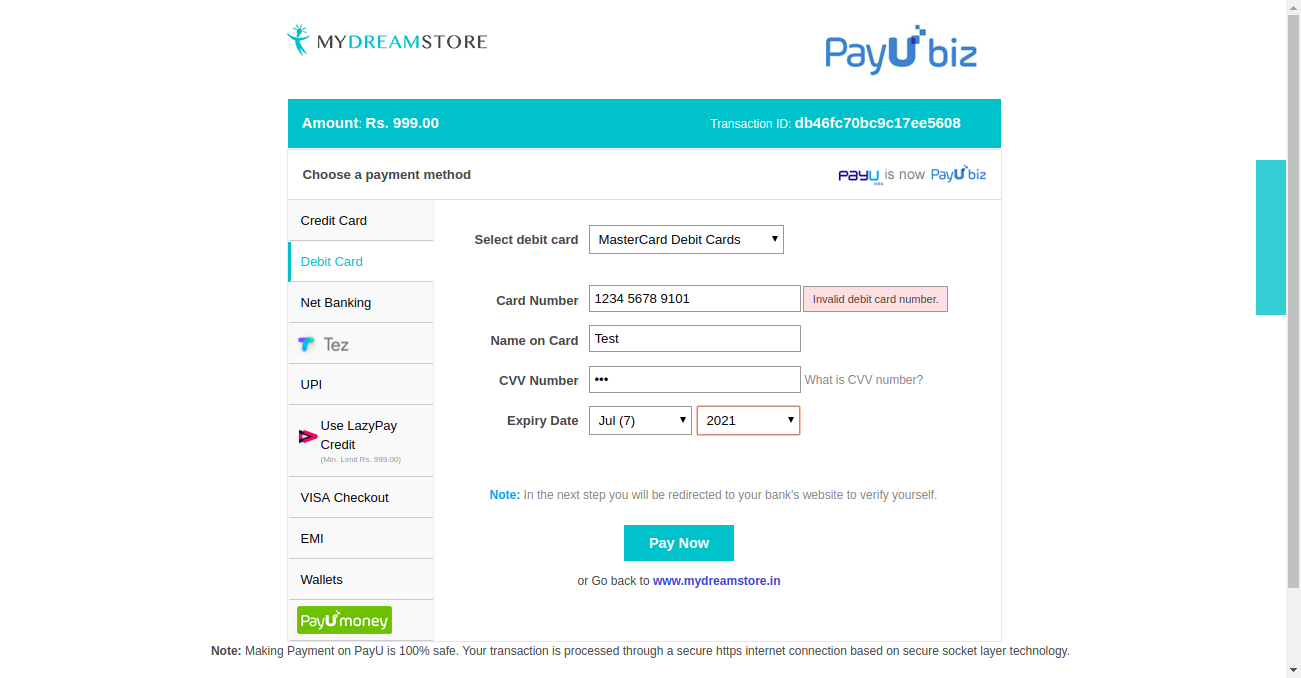 MYDREAMSTORE
PayU biz
Amount: Rs. 999.00
Transaction ID: db46fc70bc9c17ee5608
Choose a payment method
PayU india is now PayU biz
Credit Card
Debit Card
Net Banking
Tez
UPI
Use LazyPay
Credit
(Min. Limit Rs. 999.00)
VISA Checkout
EMI
Wallets
PayUmoney
Select debit card MasterCard Debit Cards
Card Number 1234 5678 9101 Invalid debit card number.
Name on Card Test
CVV Number ••• What is CVV number?
Expiry Date Jul (7) 2021
Note: In the next step you will be redirected to your bank's website to verify yourself.
Pay Now
or Go back to www.mydreamstore.in
Note: Making Payment on PayU is 100% safe. Your transaction is processed through a secure https internet connection based on secure socket layer technology.